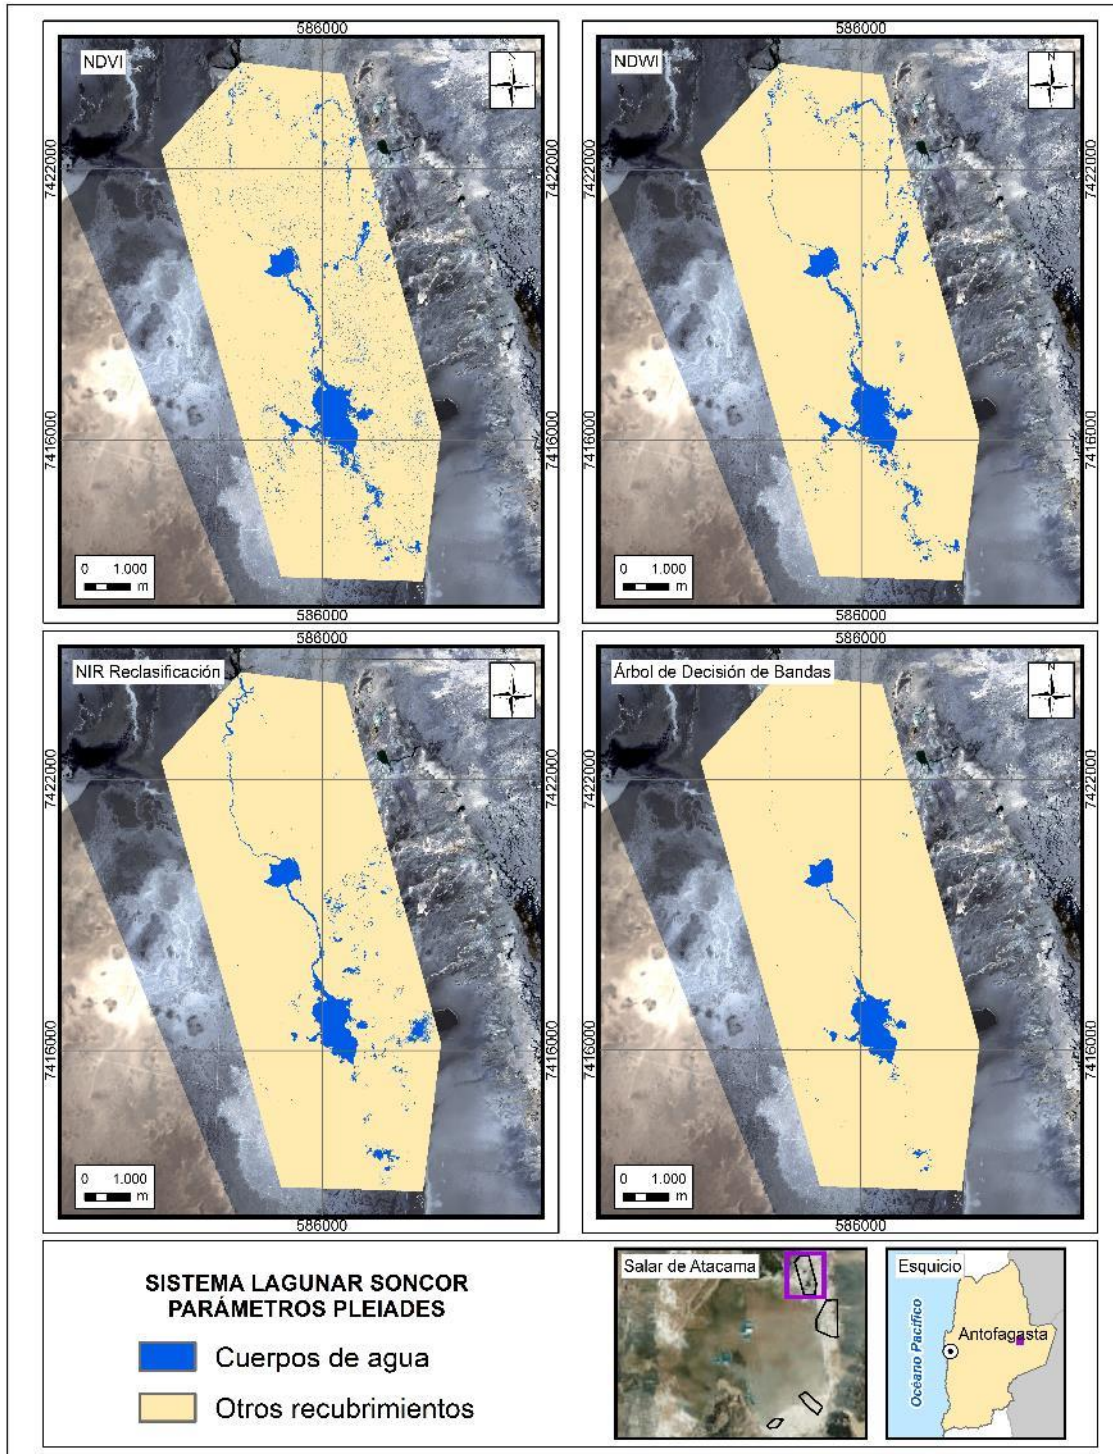 586000
586000
NDVI
N
NDWI
N
7422000
7422000
7422000
7422000
7416000
7416000
7416000
7416000
0 1.000
m
0 1.000
m
586000
586000
586000
586000
NIR Reclasificación
N
Árbol de Decisión de Bandas
N
7422000
7422000
7422000
7422000
7416000
7416000
7416000
7416000
0 1.000
m
0 1.000
m
586000
586000
SISTEMA LAGUNAR SONCOR
PARÁMETROS PLEIADES
Cuerpos de agua
Otros recubrimientos
Salar de Atacama
Esquicio
Antofagasta
Océano Pacífico